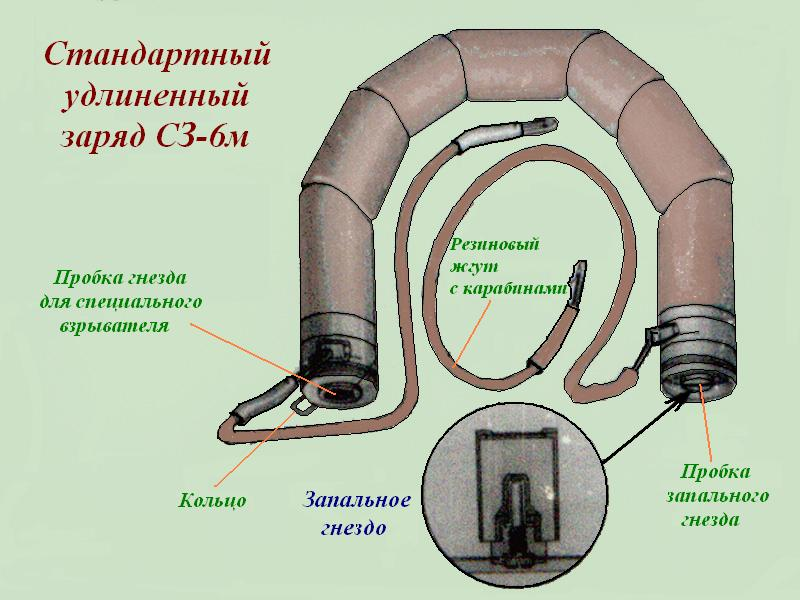 Стандартный
удлиненный
заряд СЗ-6м
Резиновый
жгут
с карабинами
Пробка гнезда
для специального
взрывателя
Кольцо
Запальное
гнездо
Пробка
запального
гнезда